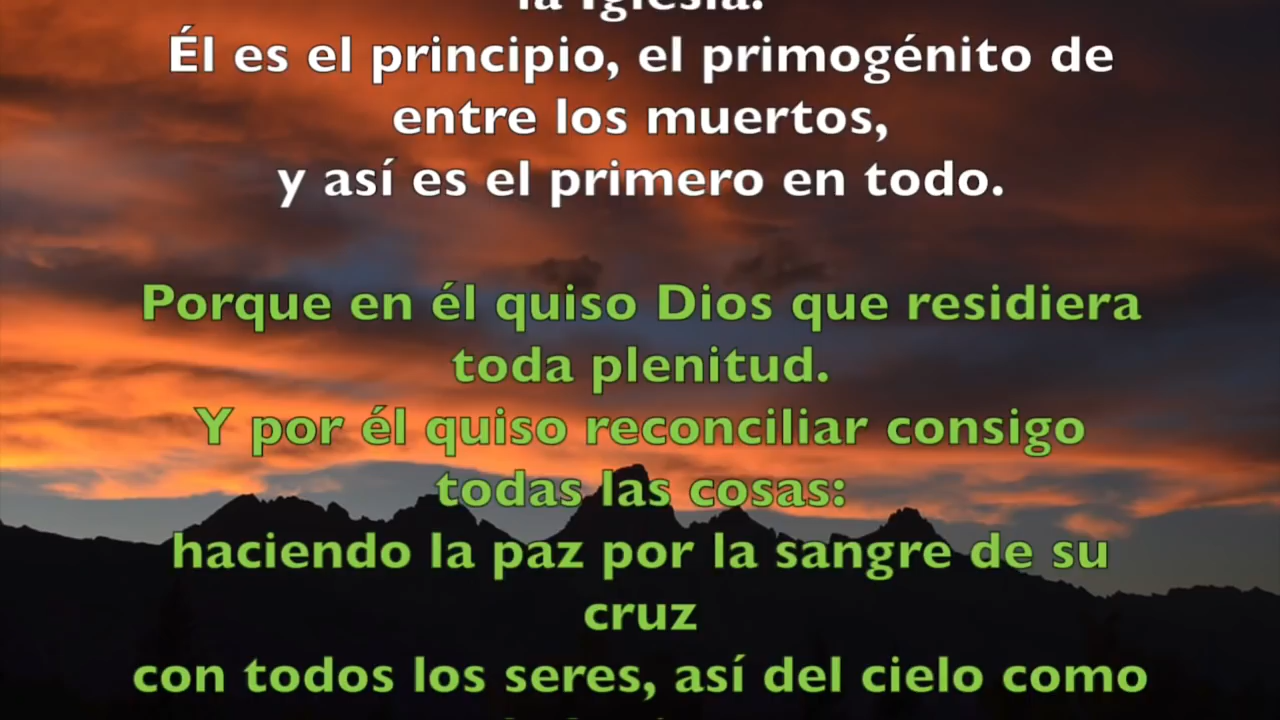 la Iglesia.
Él es el principio, el primogénito de
entre los muertos,
y así es el primero en todo.
Porque en él quiso Dios que residiera
toda plenitud.
Y por él quiso reconciliar consigo
todas las cosas:
haciendo la paz por la sangre de su
cruz
con todos los seres, así del cielo como